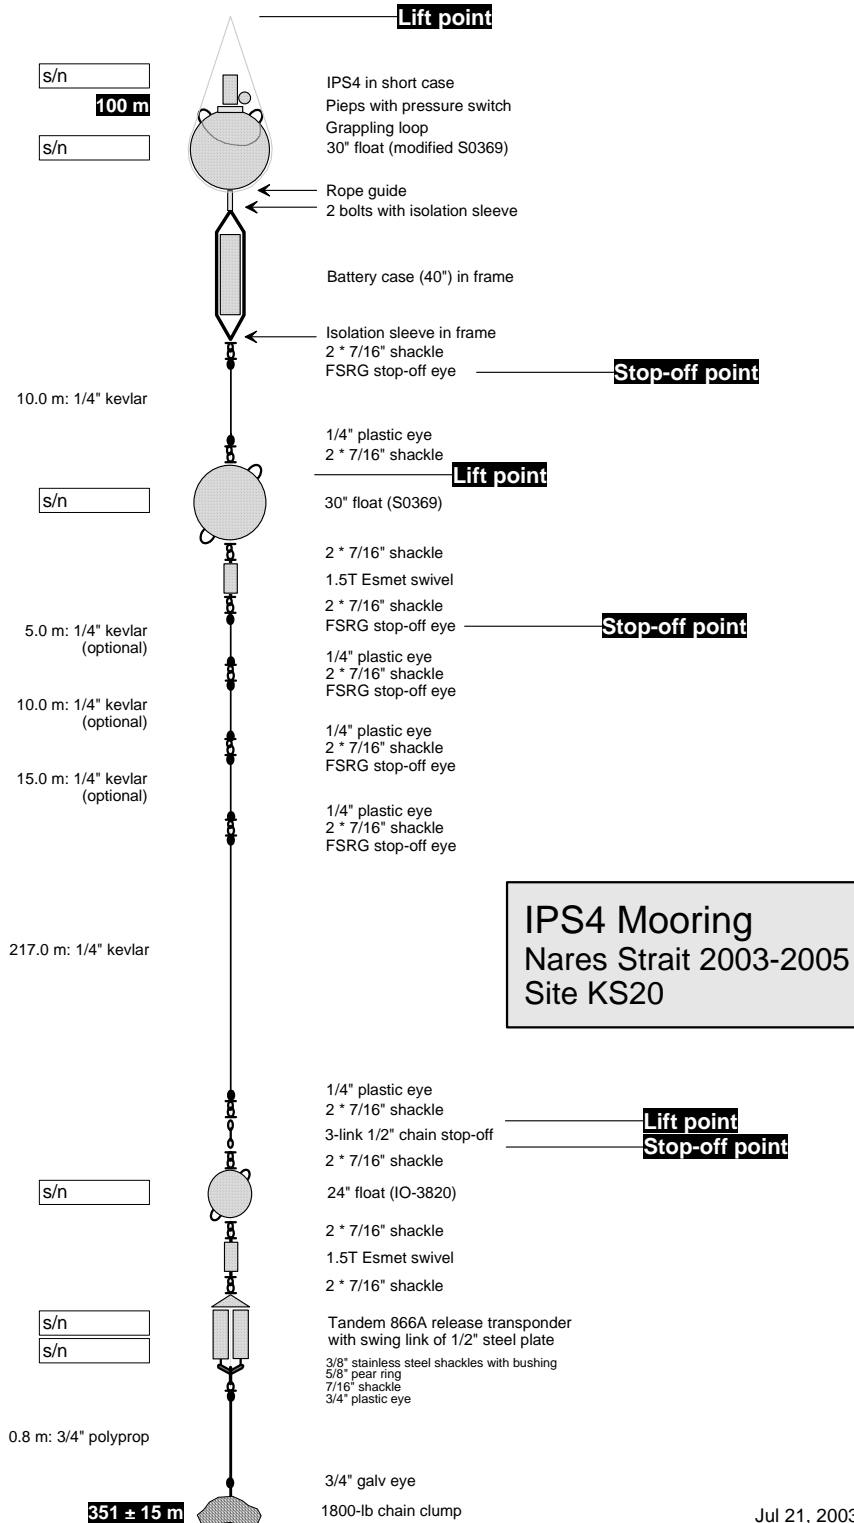 Lift point
s/n
IPS4 in short case
100 m
Pieps with pressure switch
Grappling loop
s/n
30" float (modified S0369)
Rope guide
2 bolts with isolation sleeve
Battery case (40") in frame
Isolation sleeve in frame
2 * 7/16" shackle
FSRG stop-off eye
Stop-off point
10.0 m: 1/4" kevlar
1/4" plastic eye
2 * 7/16" shackle
Lift point
s/n
30" float (S0369)
2 * 7/16" shackle
1.5T Esmet swivel
2 * 7/16" shackle
FSRG stop-off eye
Stop-off point
5.0 m: 1/4" kevlar
(optional)
1/4" plastic eye
2 * 7/16" shackle
FSRG stop-off eye
10.0 m: 1/4" kevlar
(optional)
1/4" plastic eye
2 * 7/16" shackle
FSRG stop-off eye
15.0 m: 1/4" kevlar
(optional)
1/4" plastic eye
2 * 7/16" shackle
FSRG stop-off eye
IPS4 Mooring
Nares Strait 2003-2005
Site KS20
217.0 m: 1/4" kevlar
1/4" plastic eye
2 * 7/16" shackle
Lift point
3-link 1/2" chain stop-off
Stop-off point
2 * 7/16" shackle
s/n
24" float (IO-3820)
2 * 7/16" shackle
1.5T Esmet swivel
2 * 7/16" shackle
s/n
Tandem 866A release transponder
with swing link of 1/2" steel plate
s/n
3/8" stainless steel shackles with bushing
5/8" pear ring
7/16" shackle
3/4" plastic eye
0.8 m: 3/4" polyprop
3/4" galv eye
351 ± 15 m
1800-lb chain clump
Jul 21, 2003